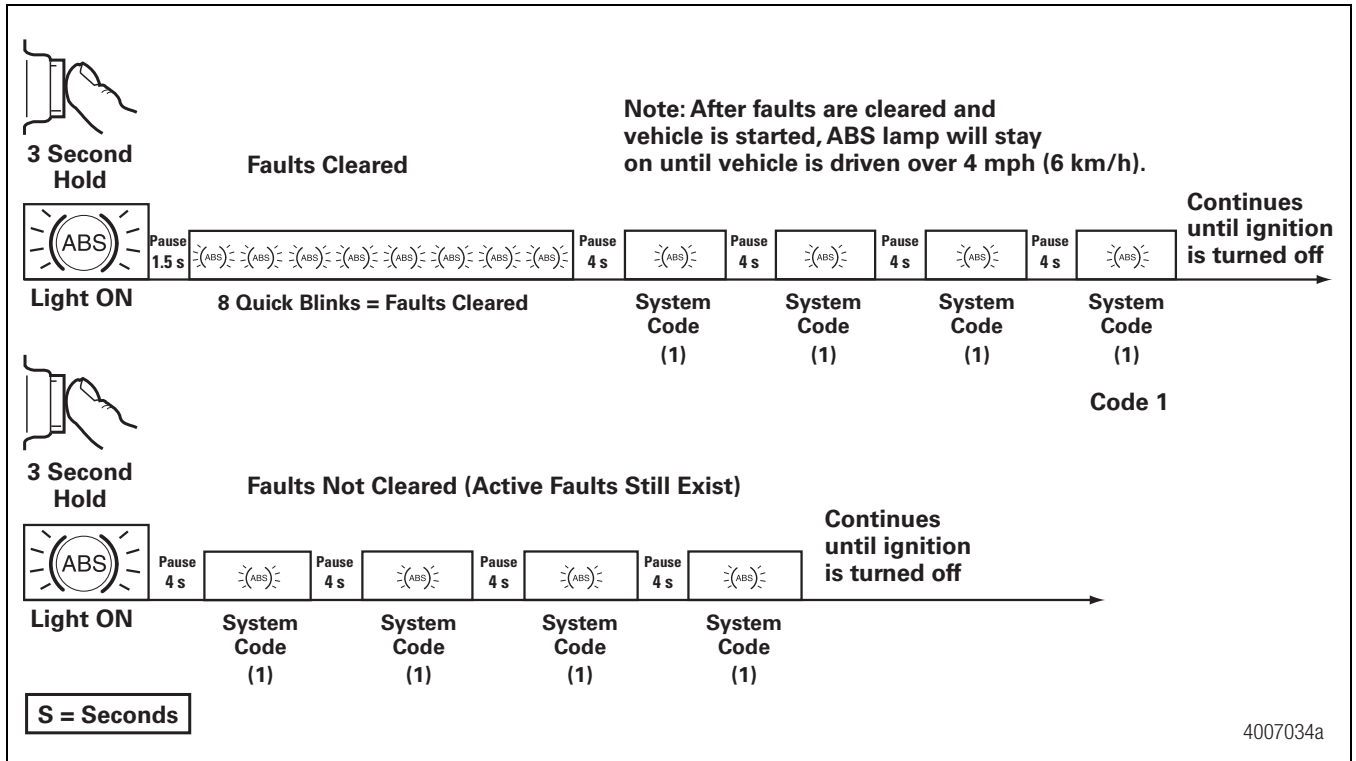 3 Second
Hold
Faults Cleared
Note: After faults are cleared and
vehicle is started, ABS lamp will stay
on until vehicle is driven over 4 mph (6 km/h).
ABS
Light ON
Pause
1.5 s
ABS ABS ABS ABS ABS ABS ABS ABS
8 Quick Blinks = Faults Cleared
Pause
4 s
ABS
System
Code
(1)
Pause
4 s
ABS
System
Code
(1)
Pause
4 s
ABS
System
Code
(1)
Pause
4 s
ABS
System
Code
(1)
Continues
until ignition
is turned off
Code 1
3 Second
Hold
Faults Not Cleared (Active Faults Still Exist)
ABS
Light ON
Pause
4 s
ABS
System
Code
(1)
Pause
4 s
ABS
System
Code
(1)
Pause
4 s
ABS
System
Code
(1)
Pause
4 s
ABS
System
Code
(1)
Continues
until ignition
is turned off
S = Seconds
4007034a